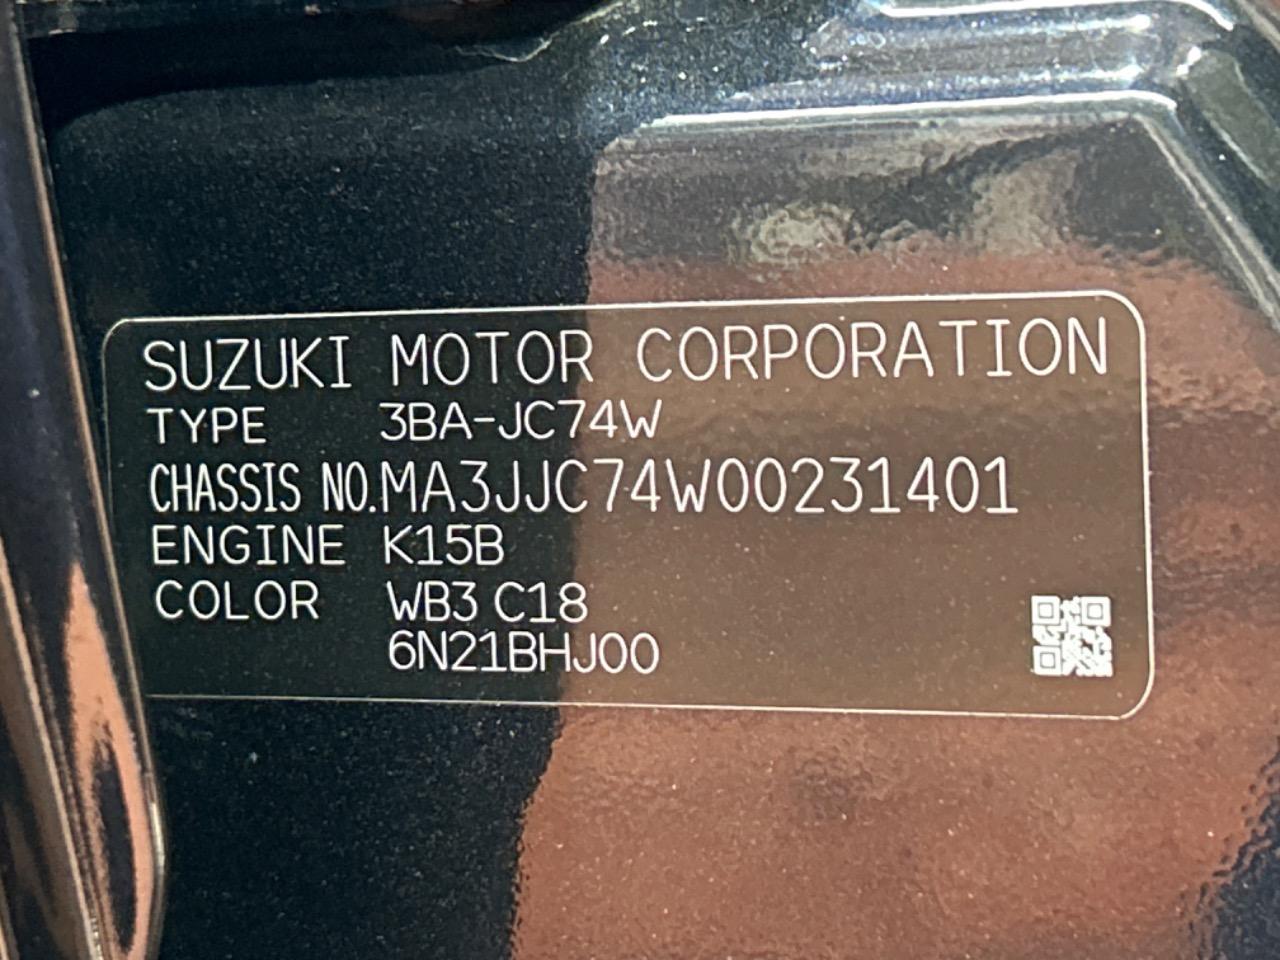 SUZUKI MOTOR CORPORATION
TYPE 3BA-JC74W
CHASSIS NO.MA3JJC74W00231401
ENGINE K15B
COLOR WB3 C18
6N21BHJ00